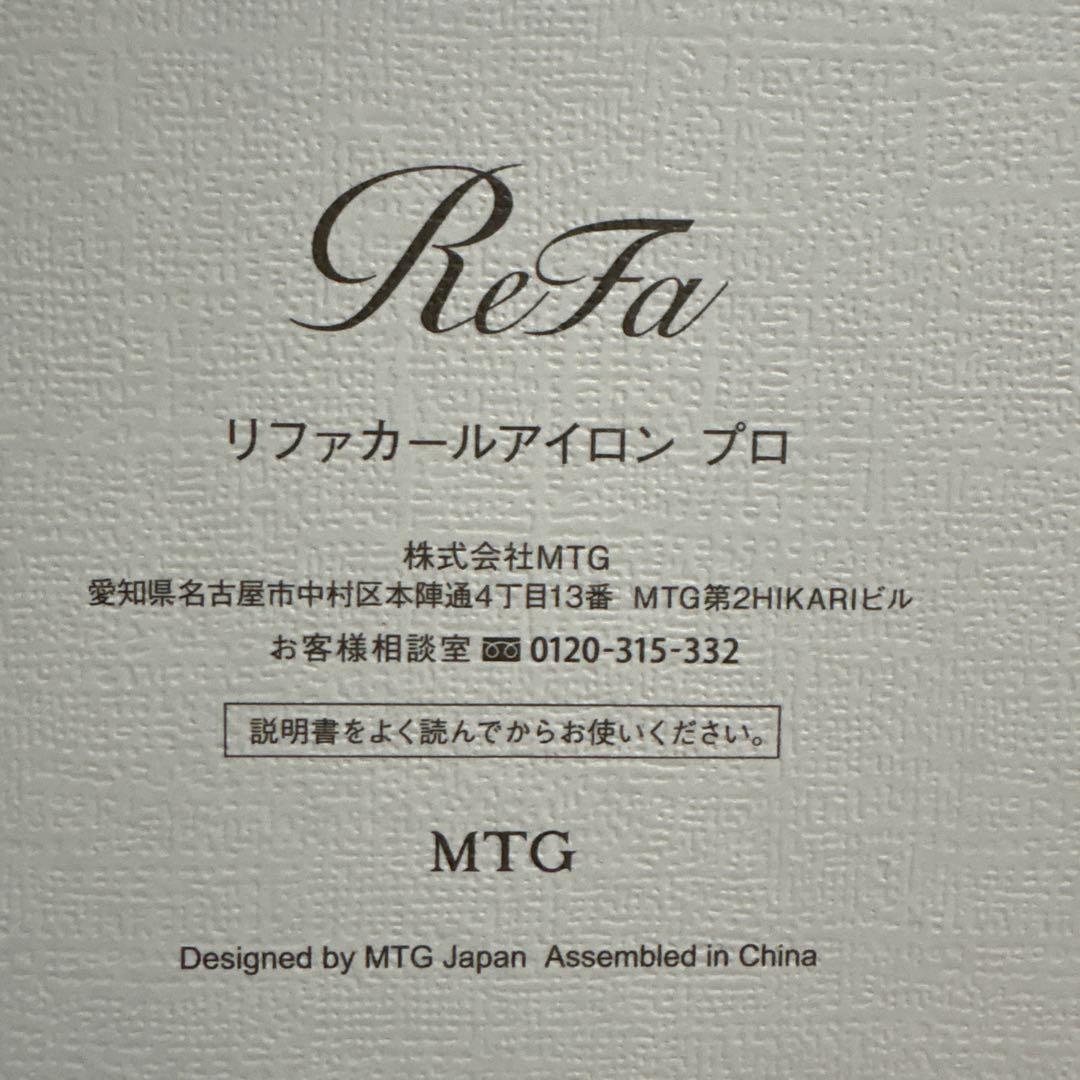 ReFa
リファカールアイロン プロ
株式会社MTG
愛知県名古屋市中村区本陣通4丁目13番 MTG第2HIKARIビル
お客様相談室 0120-315-332
説明書をよく読んでからお使いください。
MTG
Designed by MTG Japan Assembled in China